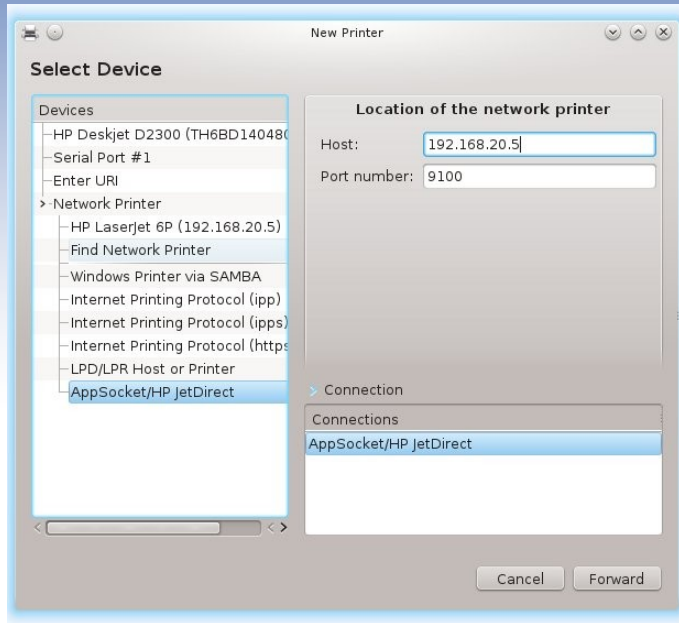 New Printer
Select Device
Devices
HP Deskjet D2300 (TH6BD14048
Serial Port #1
Enter URI
Network Printer
HP LaserJet 6P (192.168.20.5)
Find Network Printer
Windows Printer via SAMBA
Internet Printing Protocol (ipp)
Internet Printing Protocol (ipps)
Internet Printing Protocol (https
LPD/LPR Host or Printer
AppSocket/HP JetDirect
Location of the network printer
Host: 192.168.20.5
Port number: 9100
Connection
Connections
AppSocket/HP JetDirect
Cancel Forward